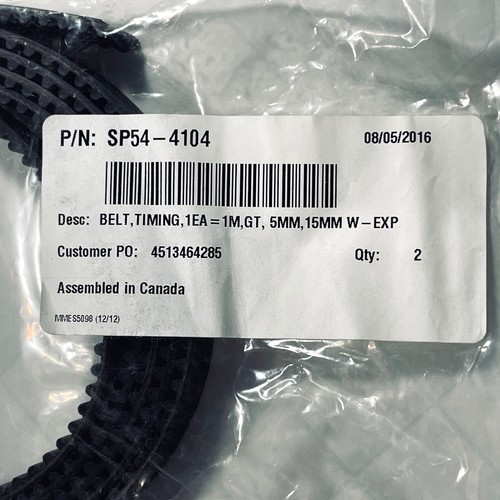 P/N: SP54-4104 08/05/2016
Desc: BELT,TIMING,1EA=1M,GT, 5MM,15MM W-EXP
Customer PO: 4513464285 Qty: 2
Assembled in Canada
MMES5098 (12/12)